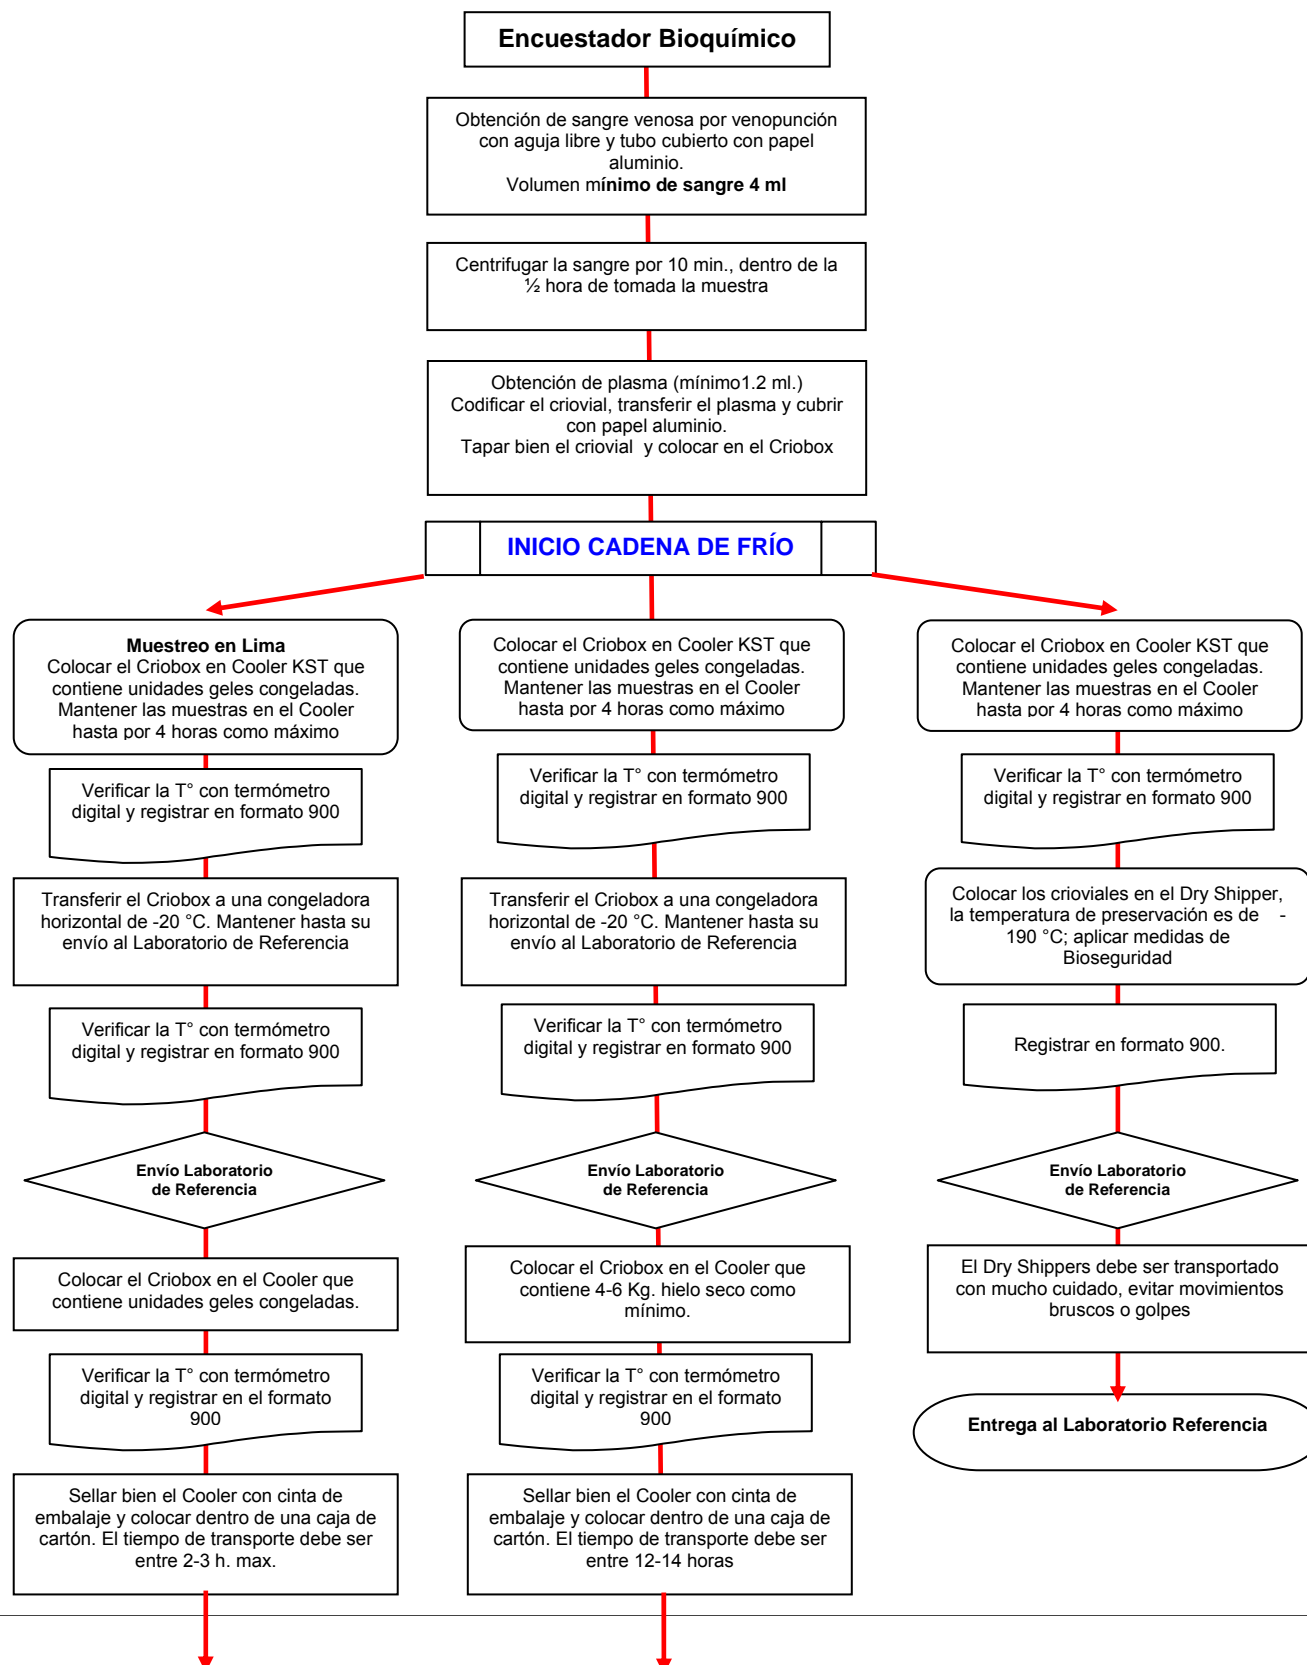 Encuestador Bioquímico
Obtención de sangre venosa por venopunción
con aguja libre y tubo cubierto con papel
aluminio.
Volumen mínimo de sangre 4 ml
Centrifugar la sangre por 10 min., dentro de la
½ hora de tomada la muestra
Obtención de plasma (mínimo1.2 ml.)
Codificar el criovial, transferir el plasma y cubrir
con papel aluminio.
Tapar bien el criovial y colocar en el Criobox
INICIO CADENA DE FRÍO
Muestreo en Lima
Colocar el Criobox en Cooler KST que
contiene unidades geles congeladas.
Mantener las muestras en el Cooler
hasta por 4 horas como máximo
Verificar la T° con termómetro
digital y registrar en formato 900
Transferir el Criobox a una congeladora
horizontal de -20 °C. Mantener hasta su
envío al Laboratorio de Referencia
Verificar la T° con termómetro
digital y registrar en formato 900
Envío Laboratorio
de Referencia
Colocar el Criobox en el Cooler que
contiene unidades geles congeladas.
Verificar la T° con termómetro
digital y registrar en el formato
900
Sellar bien el Cooler con cinta de
embalaje y colocar dentro de una caja de
cartón. El tiempo de transporte debe ser
entre 2-3 h. max.
Colocar el Criobox en Cooler KST que
contiene unidades geles congeladas.
Mantener las muestras en el Cooler
hasta por 4 horas como máximo
Verificar la T° con termómetro
digital y registrar en formato 900
Transferir el Criobox a una congeladora
horizontal de -20 °C. Mantener hasta su
envío al Laboratorio de Referencia
Verificar la T° con termómetro
digital y registrar en formato 900
Envío Laboratorio
de Referencia
Colocar el Criobox en el Cooler que
contiene 4-6 Kg. hielo seco como
mínimo.
Verificar la T° con termómetro
digital y registrar en el formato
900
Sellar bien el Cooler con cinta de
embalaje y colocar dentro de una caja de
cartón. El tiempo de transporte debe ser
entre 12-14 horas
Colocar el Criobox en Cooler KST que
contiene unidades geles congeladas.
Mantener las muestras en el Cooler
hasta por 4 horas como máximo
Verificar la T° con termómetro
digital y registrar en formato 900
Colocar los crioviales en el Dry Shipper,
la temperatura de preservación es de -
190 °C; aplicar medidas de
Bioseguridad
Registrar en formato 900.
Envío Laboratorio
de Referencia
El Dry Shippers debe ser transportado
con mucho cuidado, evitar movimientos
bruscos o golpes
Entrega al Laboratorio Referencia